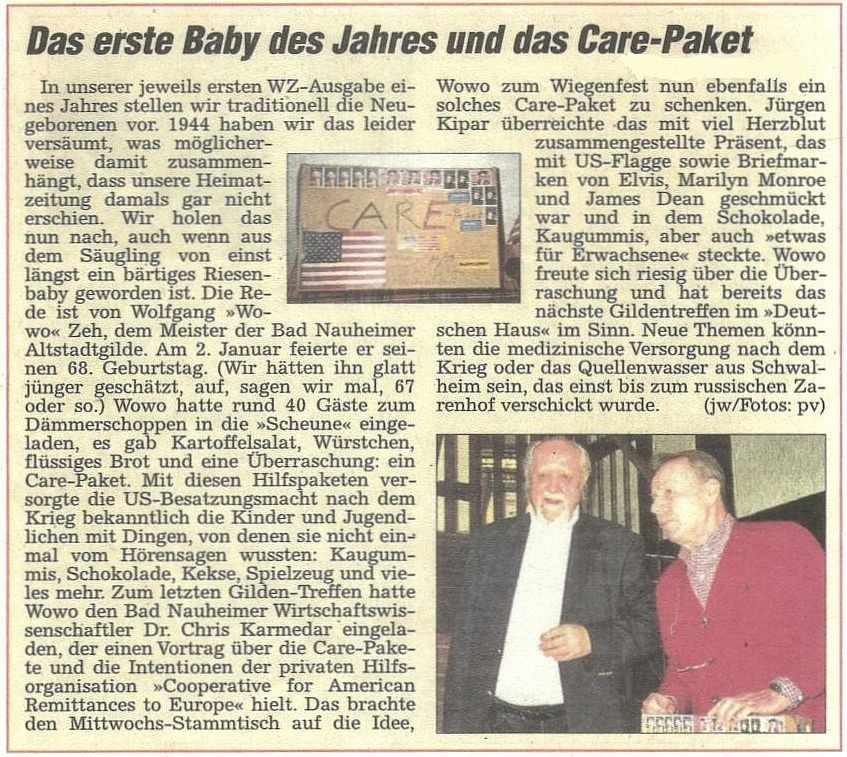 Das erste Baby des Jahres und das Care-Paket
In unserer jeweils ersten WZ-Ausgabe ei-
nes Jahres stellen wir traditionell die Neu-
geborenen vor. 1944 haben wir das leider
versäumt, was möglicher-
weise damit zusammen-
hängt, dass unsere Heimat-
zeitung damals gar nicht
erschien. Wir holen das
nun nach, auch wenn aus
dem Säugling von einst
längst ein bärtiges Riesen-
baby geworden ist. Die Re-
de ist von Wolfgang »Wo-
wo« Zeh, dem Meister der Bad Nauheimer
Altstadtgilde. Am 2. Januar feierte er sei-
nen 68. Geburtstag. (Wir hätten ihn glatt
jünger geschätzt, auf, sagen wir mal, 67
oder so.) Wowo hatte rund 40 Gäste zum
Dämmerschoppen in die »Scheune« einge-
laden, es gab Kartoffelsalat, Würstchen,
flüssiges Brot und eine Überraschung: ein
Care-Paket. Mit diesen Hilfspaketen ver-
sorgte die US-Besatzungsmacht nach dem
Krieg bekanntlich die Kinder und Jugend-
lichen mit Dingen, von denen sie nicht ein-
mal vom Hörensagen wussten: Kaugum-
mis, Schokolade, Kekse, Spielzeug und vie-
les mehr. Zum letzten Gilden-Treffen hatte
Wowo den Bad Nauheimer Wirtschaftswis-
senschaftler Dr. Chris Karmedar eingela-
den, der einen Vortrag über die Care-Pake-
te und die Intentionen der privaten Hilfs-
organisation »Cooperative for American
Remittances to Europe« hielt. Das brachte
den Mittwochs-Stammtisch auf die Idee,
Wowo zum Wiegenfest nun ebenfalls ein
solches Care-Paket zu schenken. Jürgen
Kipar überreichte das mit viel Herzblut
zusammengestellte Präsent, das
mit US-Flagge sowie Briefmar-
ken von Elvis, Marilyn Monroe
und James Dean geschmückt
war und in dem Schokolade,
Kaugummis, aber auch »etwas
für Erwachsene« steckte. Wowo
freute sich riesig über die Über-
raschung und hat bereits das
nächste Gildentreffen im »Deut-
schen Haus« im Sinn. Neue Themen könn-
ten die medizinische Versorgung nach dem
Krieg oder das Quellenwasser aus Schwal-
heim sein, das einst bis zum russischen Za-
renhof verschickt wurde. (jw/Fotos: pv)
CARE